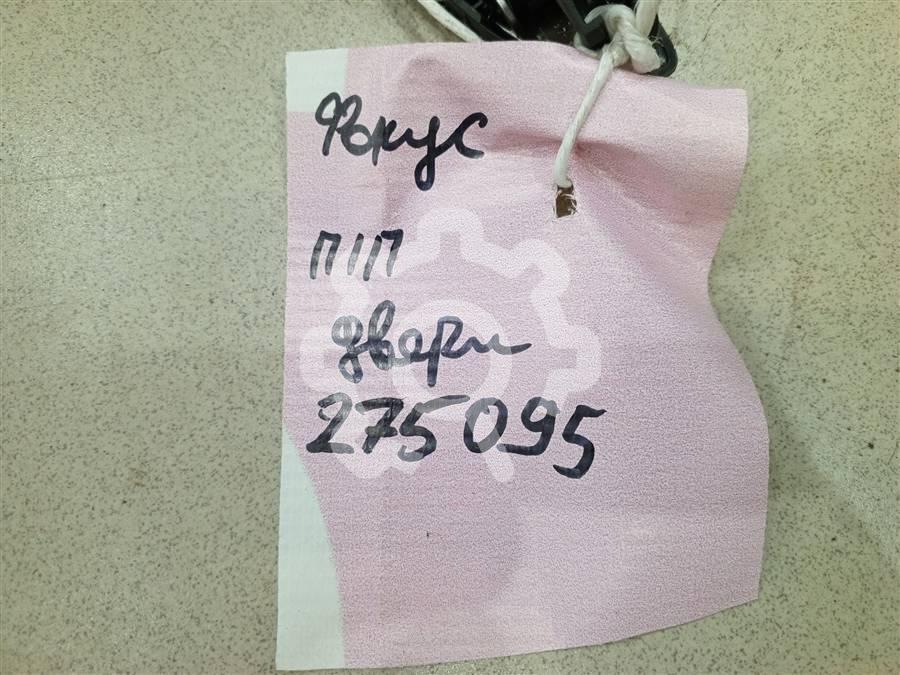 Фокус
П/П
двери
275095